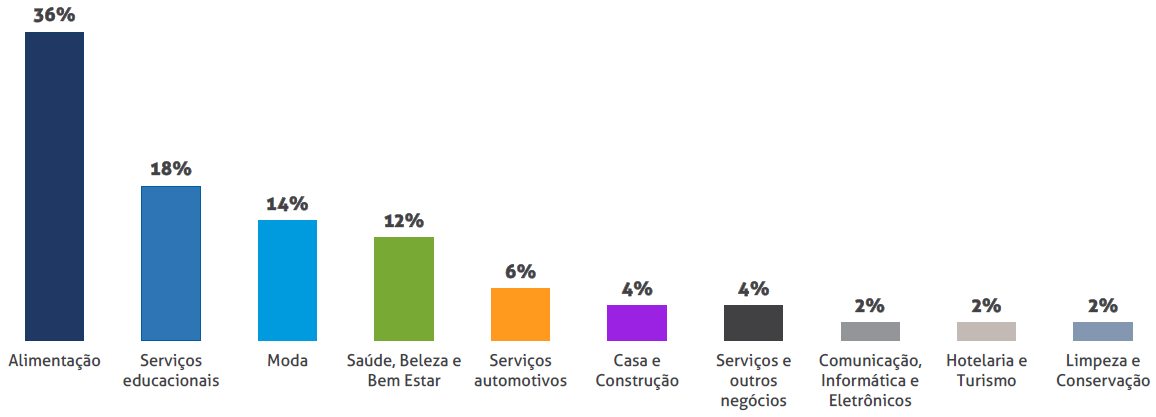 36%
18%
14%
12%
6%
4%
4%
2%
2%
2%
Alimentação
Serviços
educacionais
Moda
Saúde, Beleza e
Bem Estar
Serviços
automotivos
Casa e
Construção
Serviços e
outros
negócios
Comunicação,
Informática e
Eletrônicos
Hotelaria e
Turismo
Limpeza e
Conservação